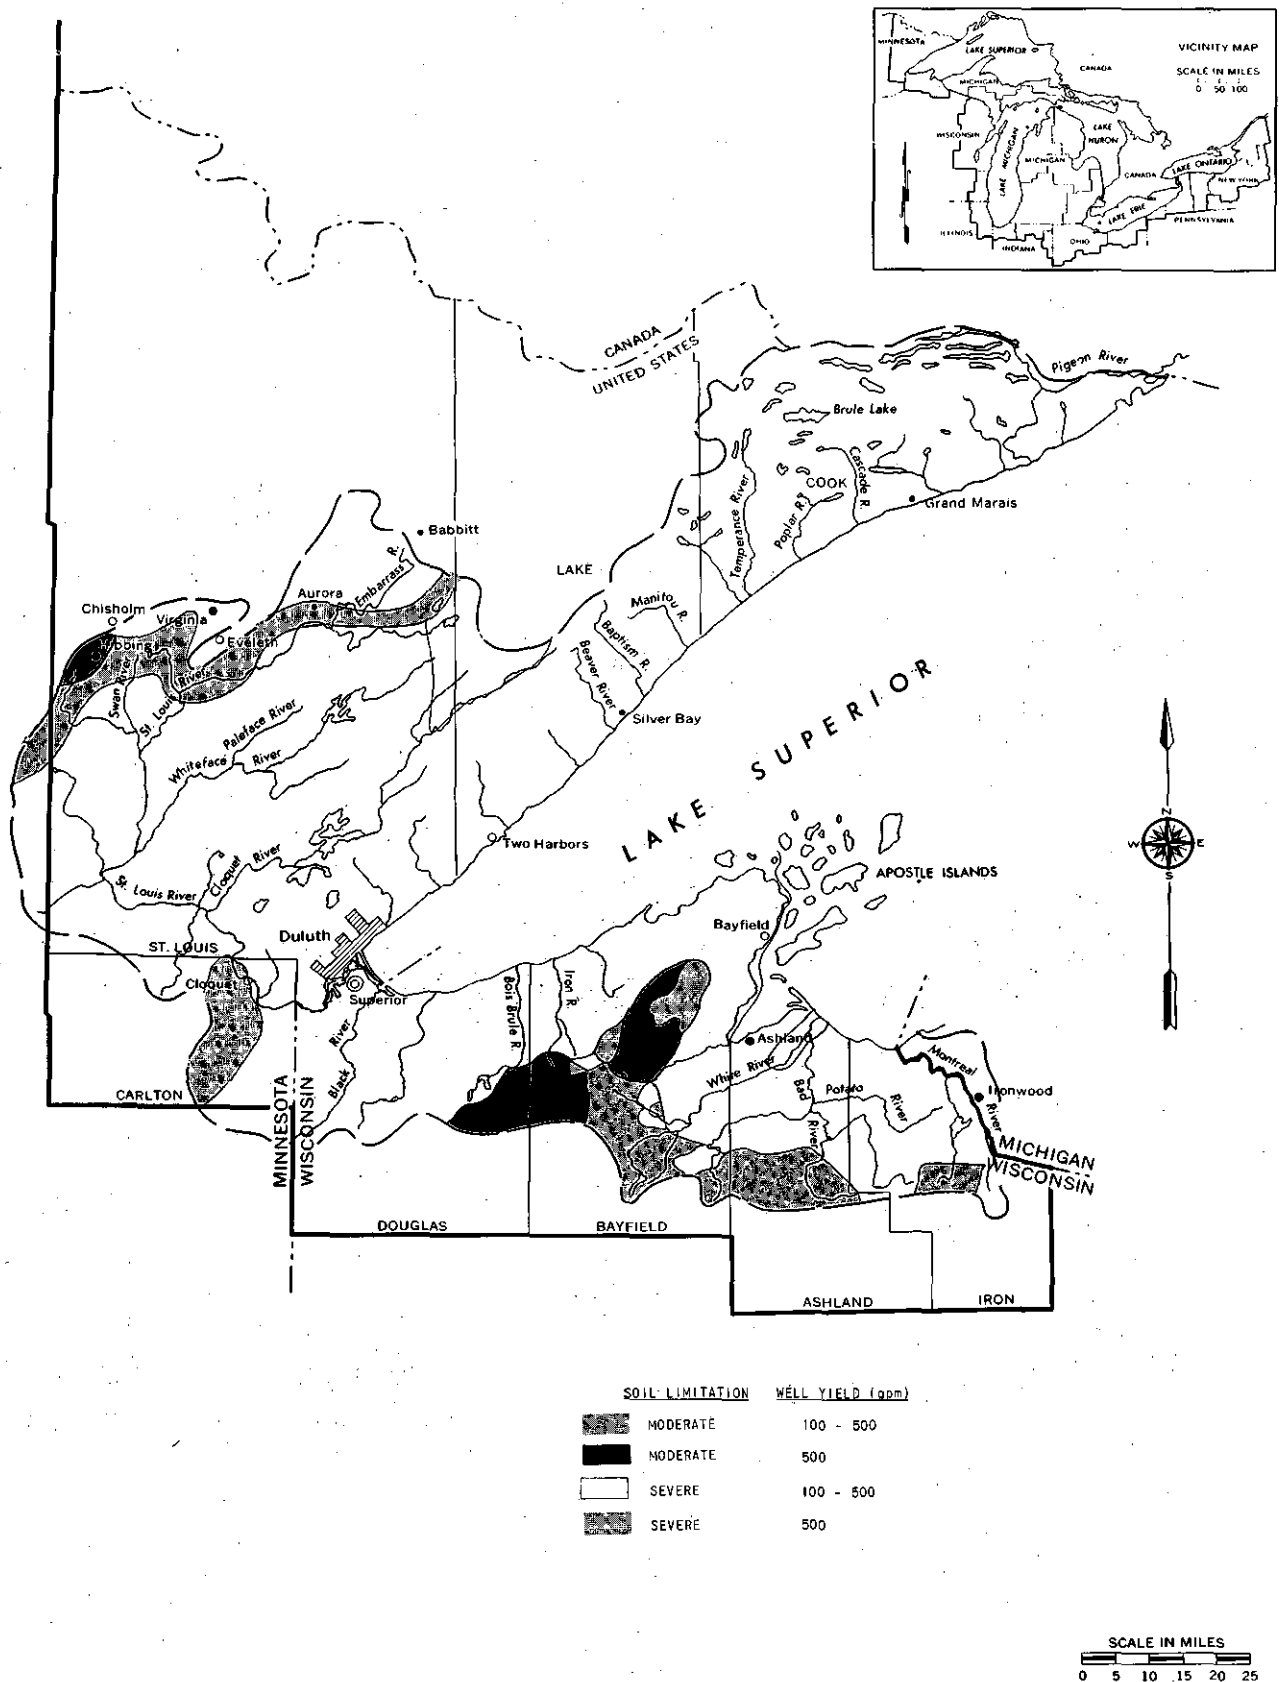 VICINITY MAP
SCALE IN MILES
0 50 100
MINNESOTA
LAKE SUPERIOR
CANADA
MICHIGAN
WISCONSIN
LAKE MICHIGAN
MICHIGAN
LAKE
HURON
CANADA
LAKE ONTARIO
NEW YORK
LAKE ERIE
PENNSYLVANIA
ILLINOIS
INDIANA
OHIO
CANADA
UNITED STATES
Pigeon River
Brule Lake
Cascade R.
COOK
Temperance River
Poplar R.
Grand Marais
Babbitt
LAKE
Embarrass R.
Aurora
Chisholm
Virginia
Eveleth
Manitou R.
Baptism R.
Beaver River
Silver Bay
Swan River
St. Louis River
Paleface River
Whiteface River
LAKE SUPERIOR
Two Harbors
Cloquet River
St. Louis River
APOSTLE ISLANDS
Bayfield
Duluth
ST. LOUIS
Cloquet
Superior
Bois Brule R.
Iron R.
Black River
Ashland
White River
Bad River
Potato River
Montreal River
Ironwood
CARLTON
MINNESOTA
WISCONSIN
MICHIGAN
WISCONSIN
DOUGLAS
BAYFIELD
ASHLAND
IRON
N
W E
S
SOIL LIMITATION WELL YIELD (gpm)
MODERATE 100 - 500
MODERATE 500
SEVERE 100 - 500
SEVERE 500
SCALE IN MILES
0 5 10 15 20 25